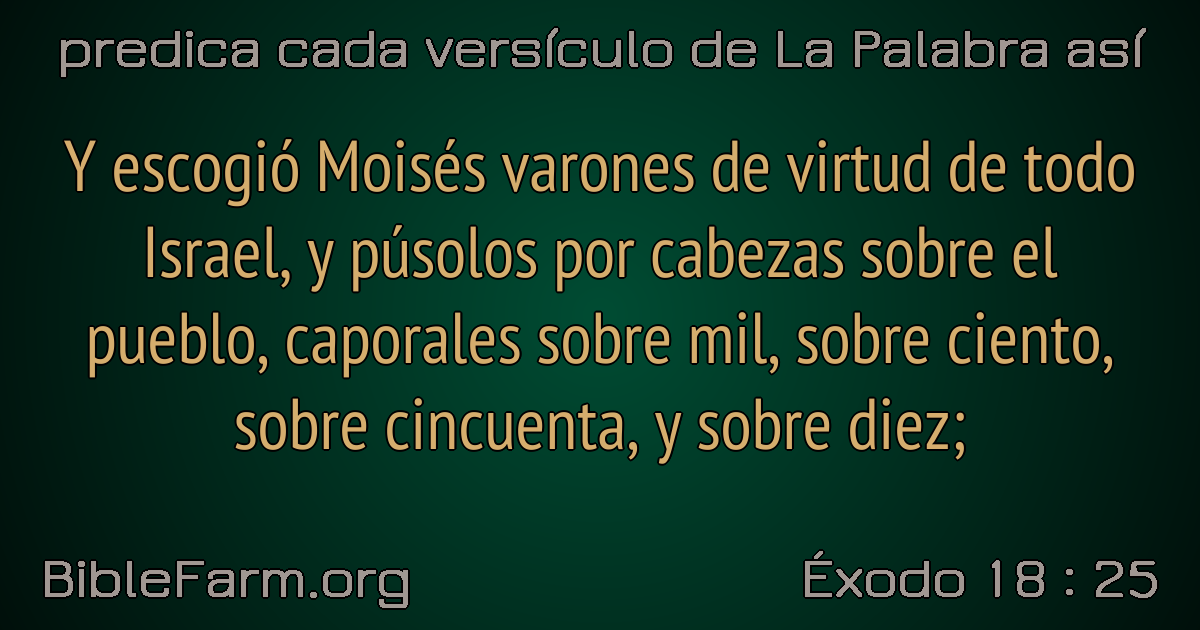 predica cada versículo de La Palabra así
Y escogió Moisés varones de virtud de todo
Israel, y púsolos por cabezas sobre el
pueblo, caporales sobre mil, sobre ciento,
sobre cincuenta, y sobre diez;
BibleFarm.org
Éxodo 18 : 25